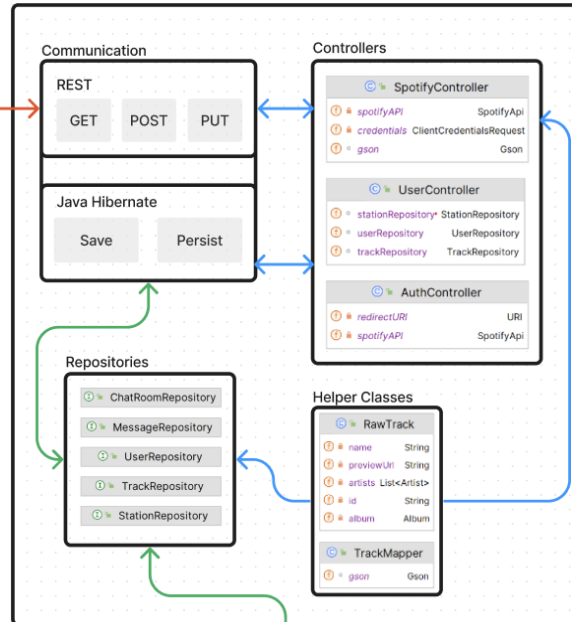 Communication
REST
GET POST PUT
Java Hibernate
Save Persist
Controllers
SpotifyController
spotifyAPI SpotifyApi
credentials ClientCredentialsRequest
gson Gson
UserController
stationRepository StationRepository
userRepository UserRepository
trackRepository TrackRepository
AuthController
redirectURI URI
spotifyAPI SpotifyApi
Repositories
ChatRoomRepository
MessageRepository
UserRepository
TrackRepository
StationRepository
Helper Classes
RawTrack
name String
previewUrl String
artists List<Artist>
id String
album Album
TrackMapper
gson Gson